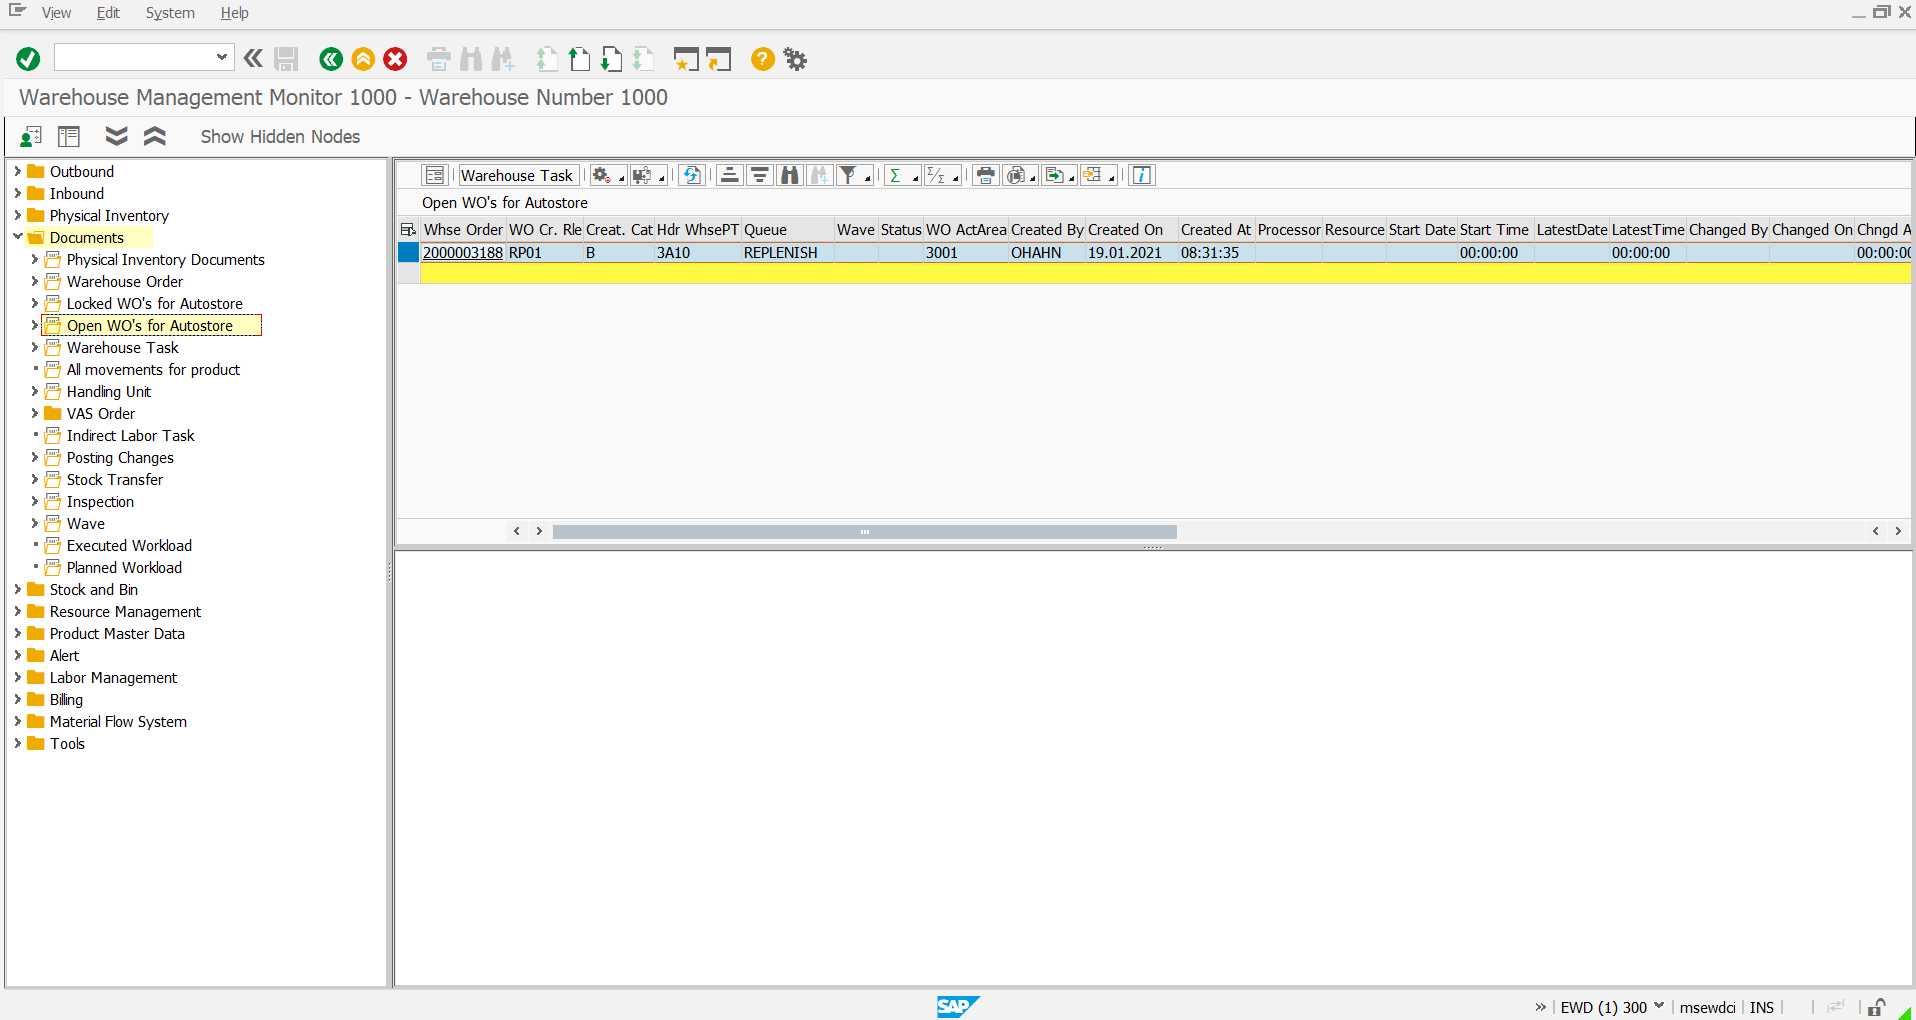 View Edit System Help
Warehouse Management Monitor 1000 - Warehouse Number 1000
Show Hidden Nodes
Outbound
Inbound
Physical Inventory
Documents
Physical Inventory Documents
Warehouse Order
Locked WO's for Autostore
Open WO's for Autostore
Warehouse Task
All movements for product
Handling Unit
VAS Order
Indirect Labor Task
Posting Changes
Stock Transfer
Inspection
Wave
Executed Workload
Planned Workload
Stock and Bin
Resource Management
Product Master Data
Alert
Labor Management
Billing
Material Flow System
Tools
Warehouse Task
Open WO's for Autostore
Whse Order WO Cr. Rle Creat. Cat Hdr WhsePT Queue Wave Status WO ActArea Created By Created On Created At Processor Resource Start Date Start Time LatestDate LatestTime Changed By Changed On Chngd A
2000003188 RP01 B 3A10 REPLENISH 3001 OHAHN 19.01.2021 08:31:35 00:00:00 00:00:00 00:00:00
SAP EWD (1) 300 msewdci INS